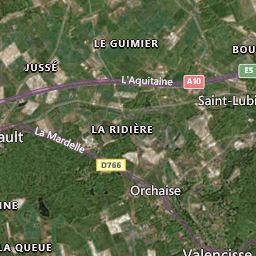 LE GUIMIER
BOU
JUSSÉ
E5
L'Aquitaine
A10
Saint-Lubi
ault
La Mardelle
LA RIDIÈRE
D766
Orchaise
NE
LA QUEUE
Valencisse